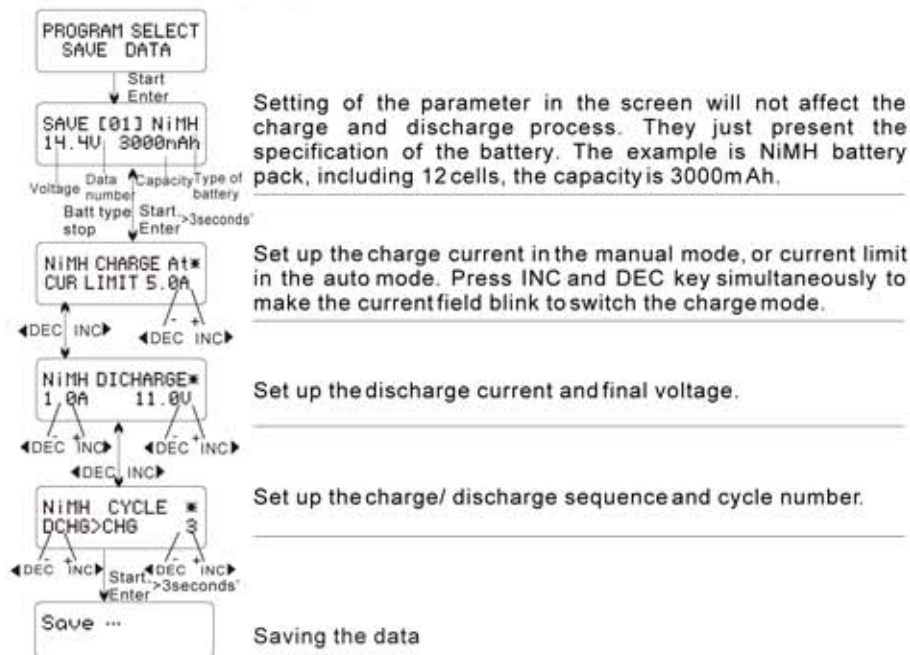 PROGRAM SELECT
SAVE DATA
Start
Enter
SAVE [01] NiMH
14.4V 3000mAh
Voltage
Data
number
Capacity
Type of
battery
Setting of the parameter in the screen will not affect the
charge and discharge process. They just present the
specification of the battery. The example is NiMH battery
pack, including 12cells, the capacity is 3000mAh.
Batt type
stop
Start
Enter
>3seconds'
NiMH CHARGE At*
CUR LIMIT 5.0A
Set up the charge current in the manual mode, or current limit
in the auto mode. Press INC and DEC key simultaneously to
make the current field blink to switch the charge mode.
◀DEC INC▶
- +
◀DEC INC▶
NiMH DICHARGE*
1.0A 11.0V
Set up the discharge current and final voltage.
- +
◀DEC INC▶
- +
◀DEC INC▶
◀DEC INC▶
NiMH CYCLE *
DCHG>CHG 3
Set up the charge/ discharge sequence and cycle number.
- +
◀DEC INC▶
- +
◀DEC INC▶
Start
Enter
>3seconds'
Save ...
Saving the data